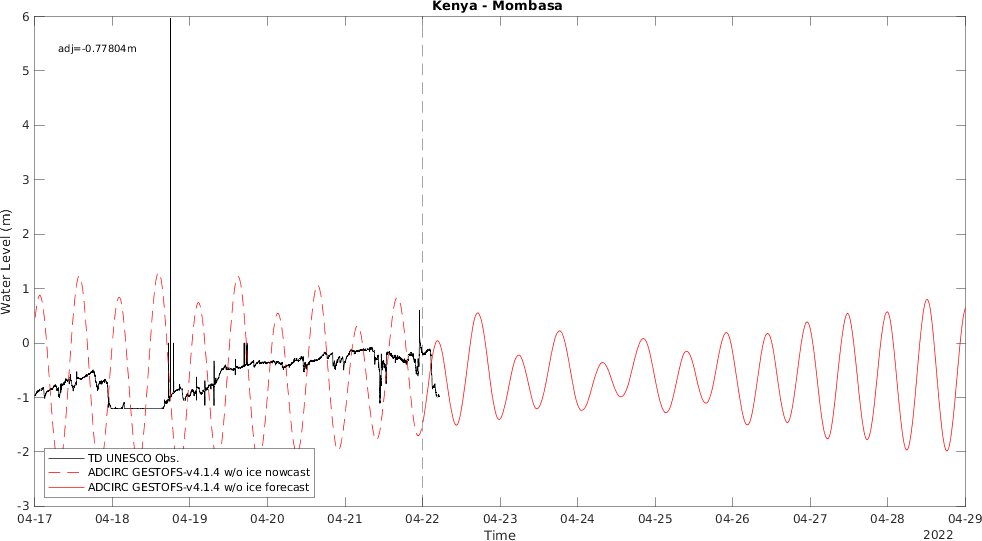 Kenya - Mombasa
adj=-0.77804m
Water Level (m)
6
5
4
3
2
1
0
-1
-2
-3
TD UNESCO Obs.
ADCIRC GESTOFS-v4.1.4 w/o ice nowcast
ADCIRC GESTOFS-v4.1.4 w/o ice forecast
04-17 04-18 04-19 04-20 04-21 04-22 04-23 04-24 04-25 04-26 04-27 04-28 04-29
Time
2022